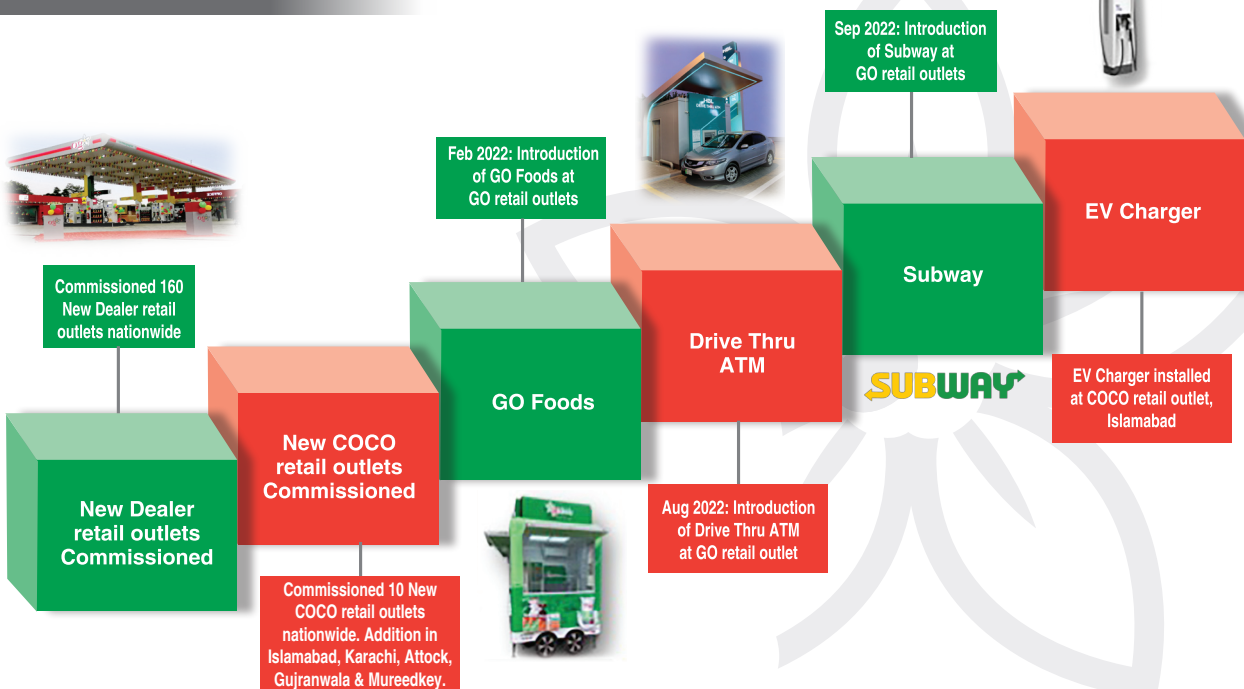 Commissioned 160
New Dealer retail
outlets nationwide
New Dealer
retail outlets
Commissioned
New COCO
retail outlets
Commissioned
Commissioned 10 New
COCO retail outlets
nationwide. Addition in
Islamabad, Karachi, Attock,
Gujranwala & Mureedkey.
Feb 2022: Introduction
of GO Foods at
GO retail outlets
GO Foods
HBL
Drive Thru
ATM
Aug 2022: Introduction
of Drive Thru ATM
at GO retail outlet
Sep 2022: Introduction
of Subway at
GO retail outlets
Subway
SUBWAY
EV Charger
EV Charger installed
at COCO retail outlet,
Islamabad